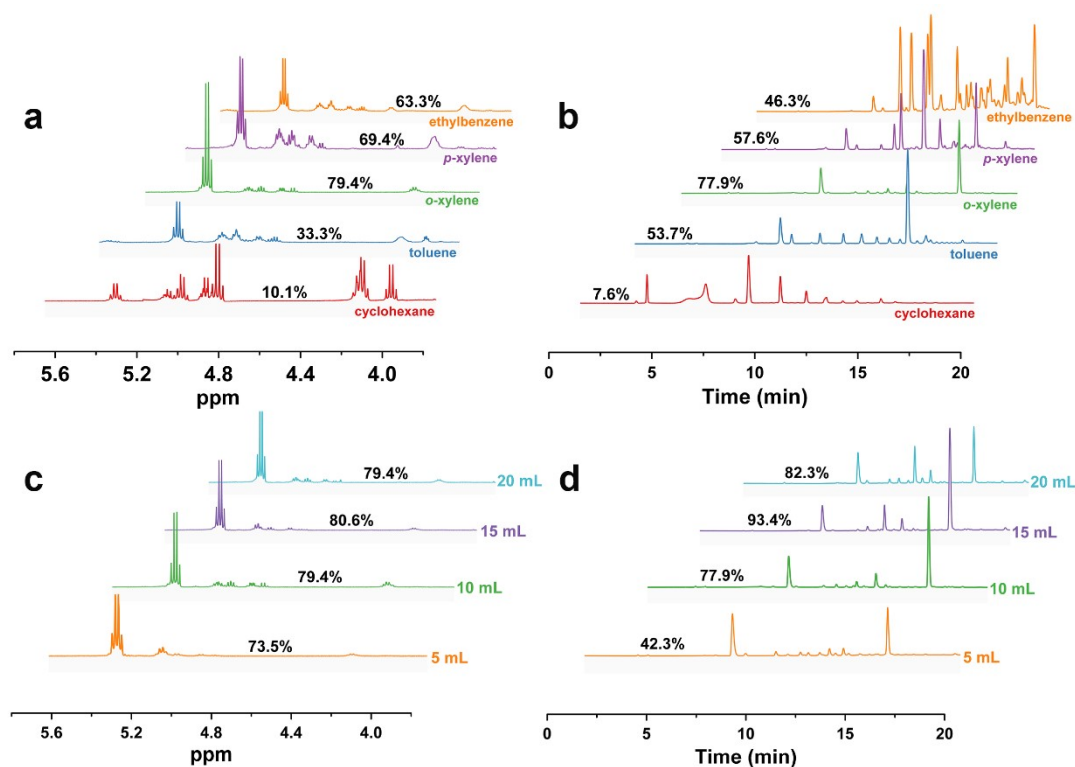 a
63.3%
ethylbenzene
69.4%
p-xylene
79.4%
o-xylene
33.3%
toluene
10.1%
cyclohexane
5.6 5.2 4.8 4.4 4.0
ppm
b
46.3%
ethylbenzene
57.6%
p-xylene
77.9%
o-xylene
53.7%
toluene
7.6%
cyclohexane
0 5 10 15 20
Time (min)
c
79.4%
20 mL
80.6%
15 mL
79.4%
10 mL
73.5%
5 mL
5.6 5.2 4.8 4.4 4.0
ppm
d
82.3%
20 mL
93.4%
15 mL
77.9%
10 mL
42.3%
5 mL
0 5 10 15 20
Time (min)